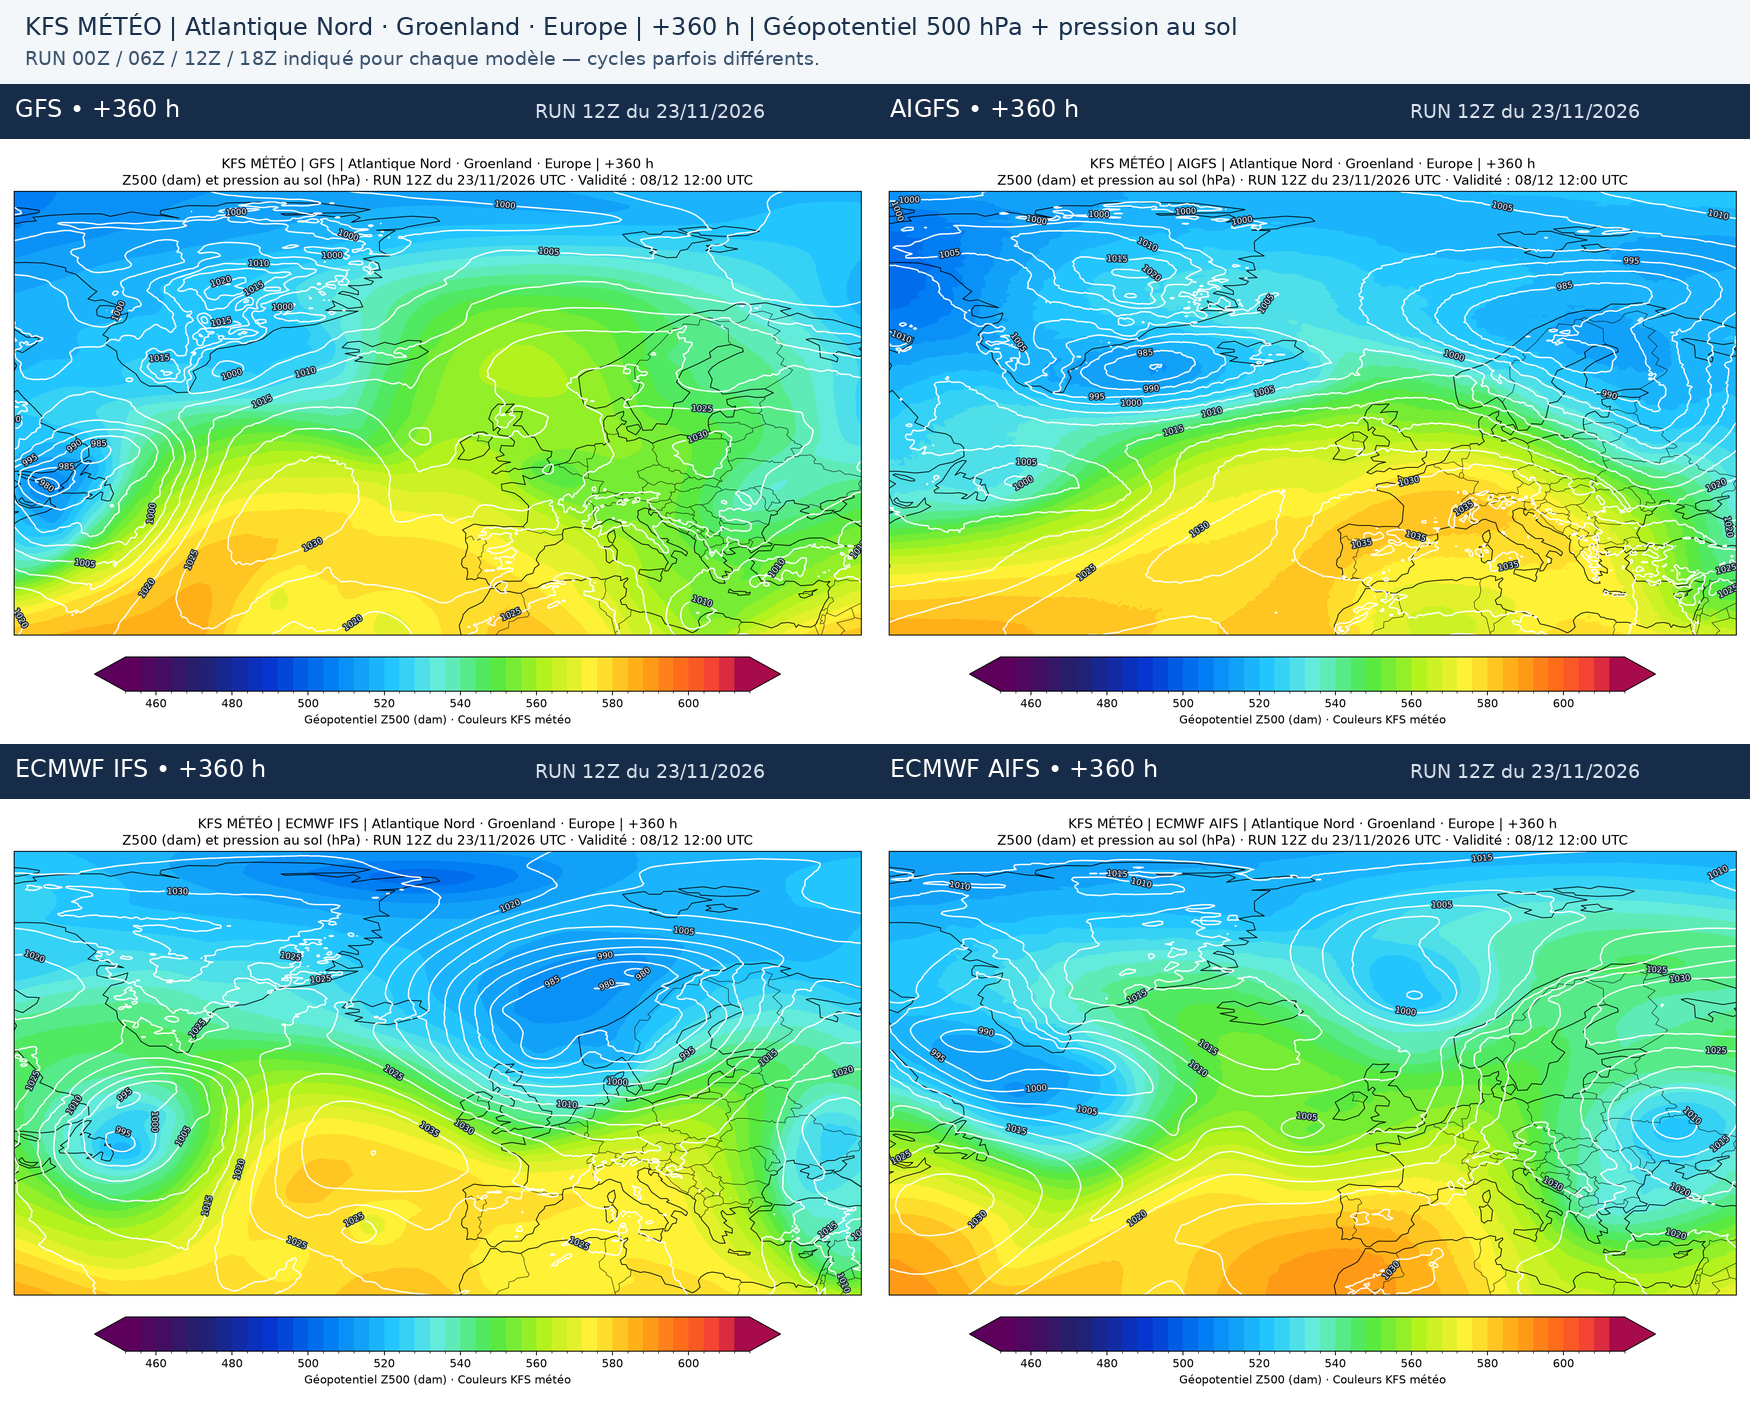 KFS MÉTÉO | Atlantique Nord · Groenland · Europe | +360 h | Géopotentiel 500 hPa + pression au sol
RUN 00Z / 06Z / 12Z / 18Z indiqué pour chaque modèle — cycles parfois différents.
GFS • +360 h
RUN 12Z du 23/11/2026
AIGFS • +360 h
RUN 12Z du 23/11/2026
KFS MÉTÉO | GFS | Atlantique Nord · Groenland · Europe | +360 h
Z500 (dam) et pression au sol (hPa) · RUN 12Z du 23/11/2026 UTC · Validité : 08/12 12:00 UTC
KFS MÉTÉO | AIGFS | Atlantique Nord · Groenland · Europe | +360 h
Z500 (dam) et pression au sol (hPa) · RUN 12Z du 23/11/2026 UTC · Validité : 08/12 12:00 UTC
460 480 500 520 540 560 580 600
Géopotentiel Z500 (dam) · Couleurs KFS météo
460 480 500 520 540 560 580 600
Géopotentiel Z500 (dam) · Couleurs KFS météo
ECMWF IFS • +360 h
RUN 12Z du 23/11/2026
ECMWF AIFS • +360 h
RUN 12Z du 23/11/2026
KFS MÉTÉO | ECMWF IFS | Atlantique Nord · Groenland · Europe | +360 h
Z500 (dam) et pression au sol (hPa) · RUN 12Z du 23/11/2026 UTC · Validité : 08/12 12:00 UTC
KFS MÉTÉO | ECMWF AIFS | Atlantique Nord · Groenland · Europe | +360 h
Z500 (dam) et pression au sol (hPa) · RUN 12Z du 23/11/2026 UTC · Validité : 08/12 12:00 UTC
460 480 500 520 540 560 580 600
Géopotentiel Z500 (dam) · Couleurs KFS météo
460 480 500 520 540 560 580 600
Géopotentiel Z500 (dam) · Couleurs KFS météo